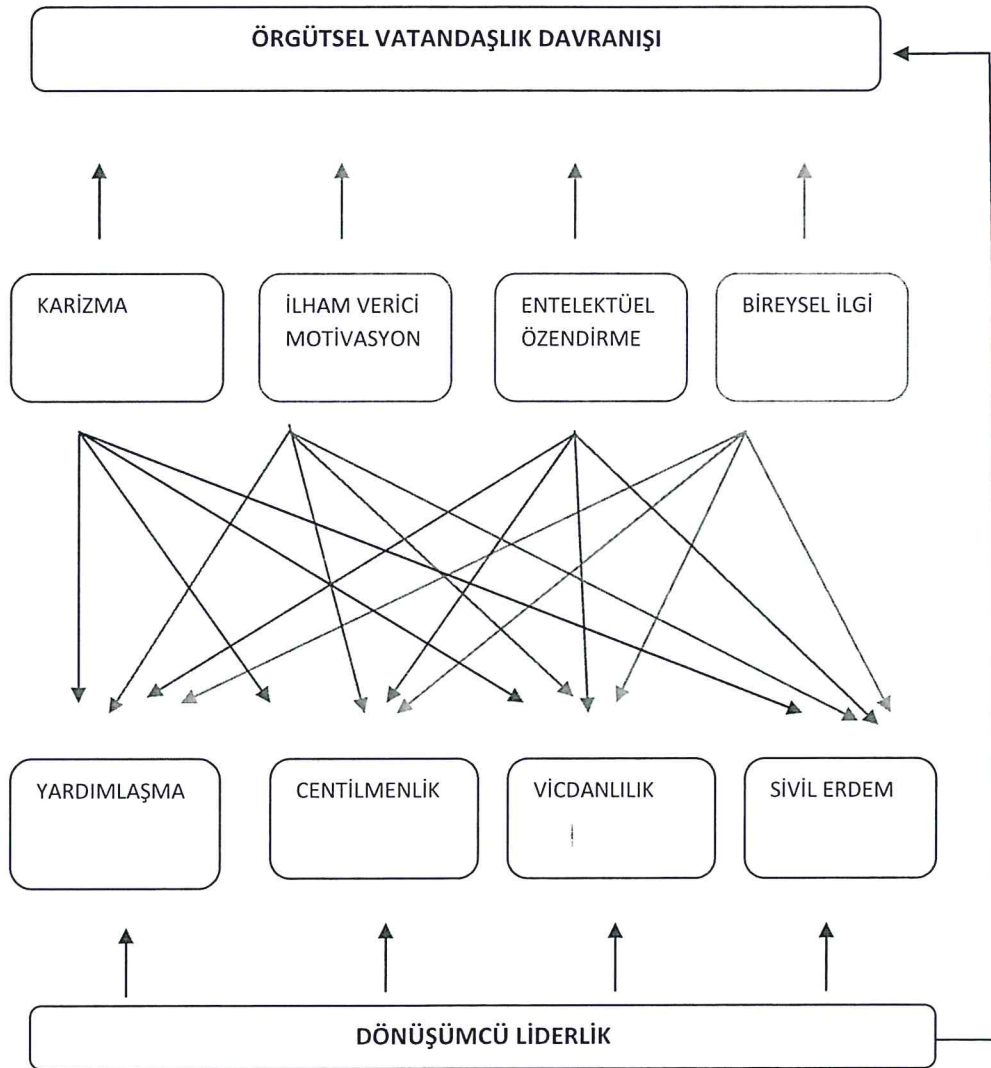 ÖRGÜTSEL VATANDAŞLIK DAVRANIŞI
KARİZMA
İLHAM VERİCİ
MOTİVASYON
ENTELEKTÜEL
ÖZENDİRME
BİREYSEL İLGİ
YARDIMLAŞMA
CENTİLMENLİK
VİCDANLILIK
SİVİL ERDEM
DÖNÜŞÜMCÜ LİDERLİK